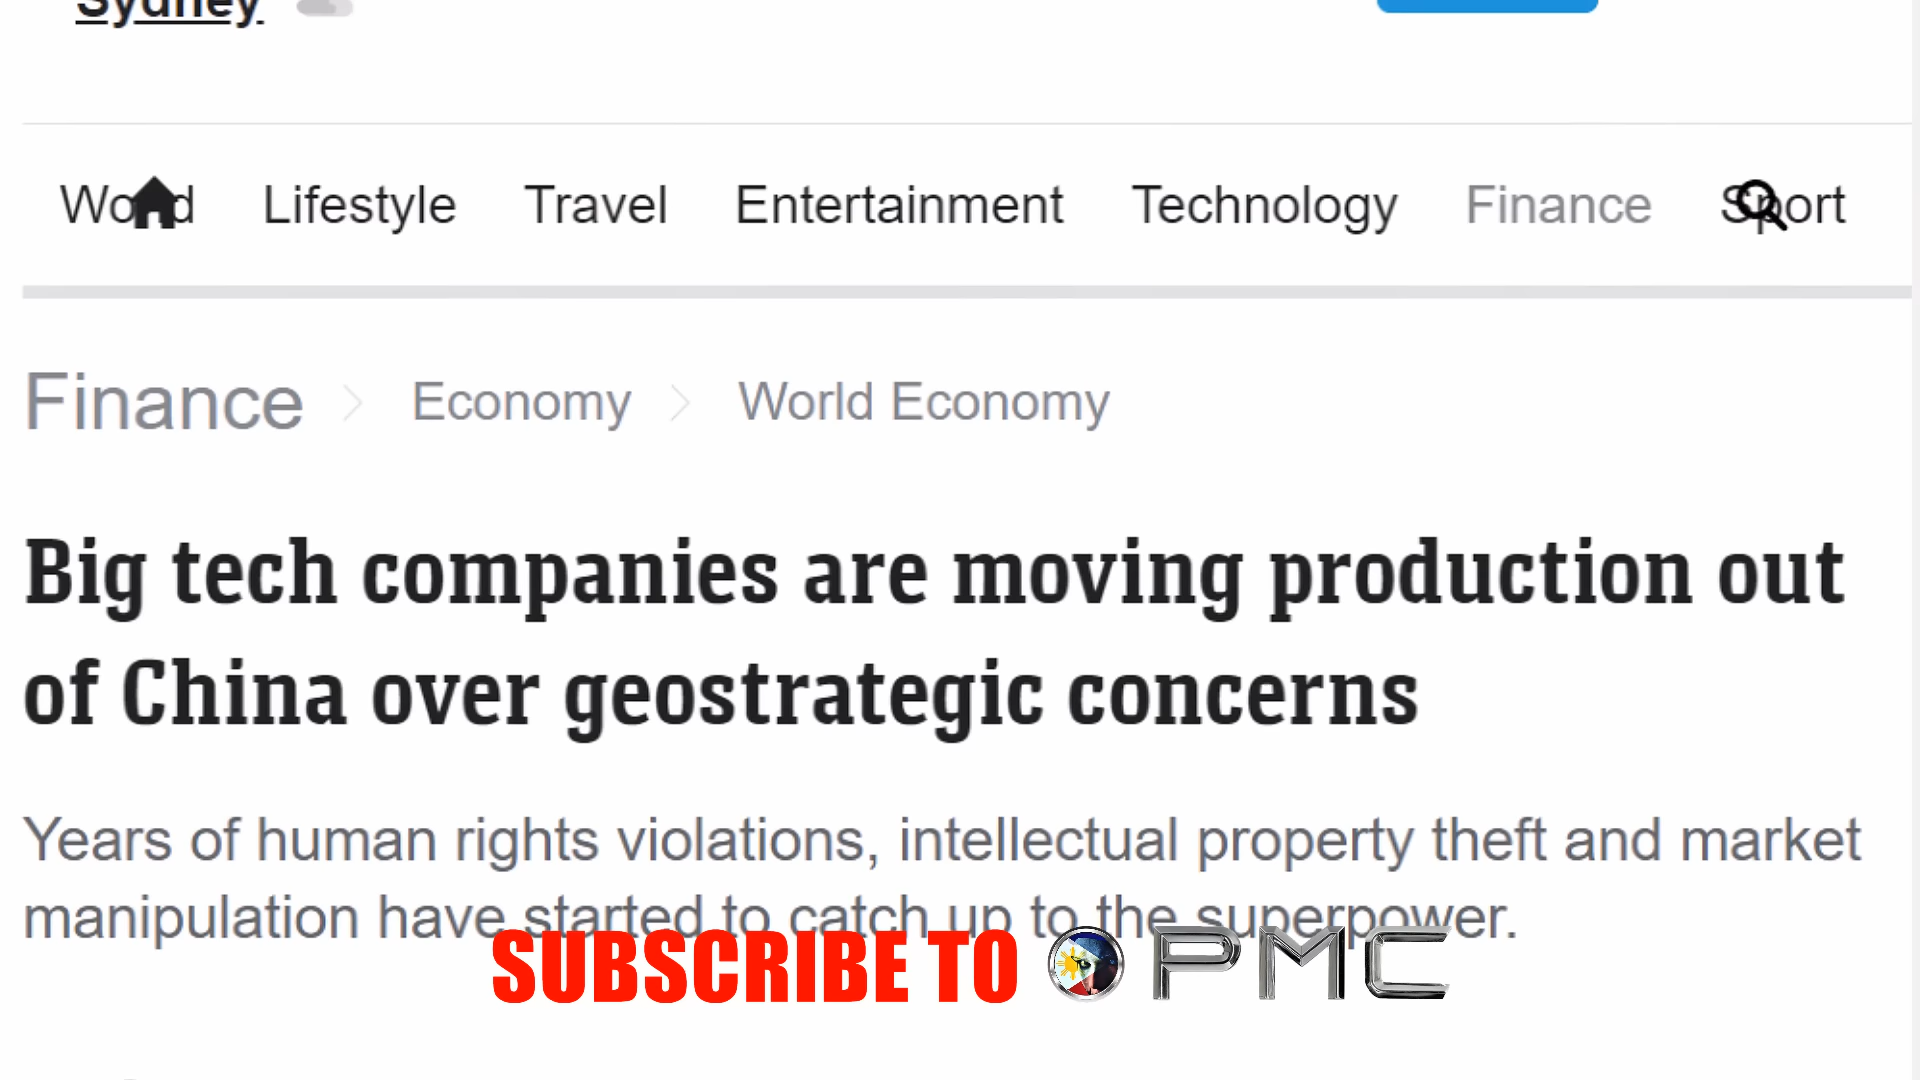 Sydney
World Lifestyle Travel Entertainment Technology Finance Sport
Finance Economy World Economy
Big tech companies are moving production out
of China over geostrategic concerns
Years of human rights violations, intellectual property theft and market
manipulation have started to catch up to the superpower.
SUBSCRIBE TO PMC